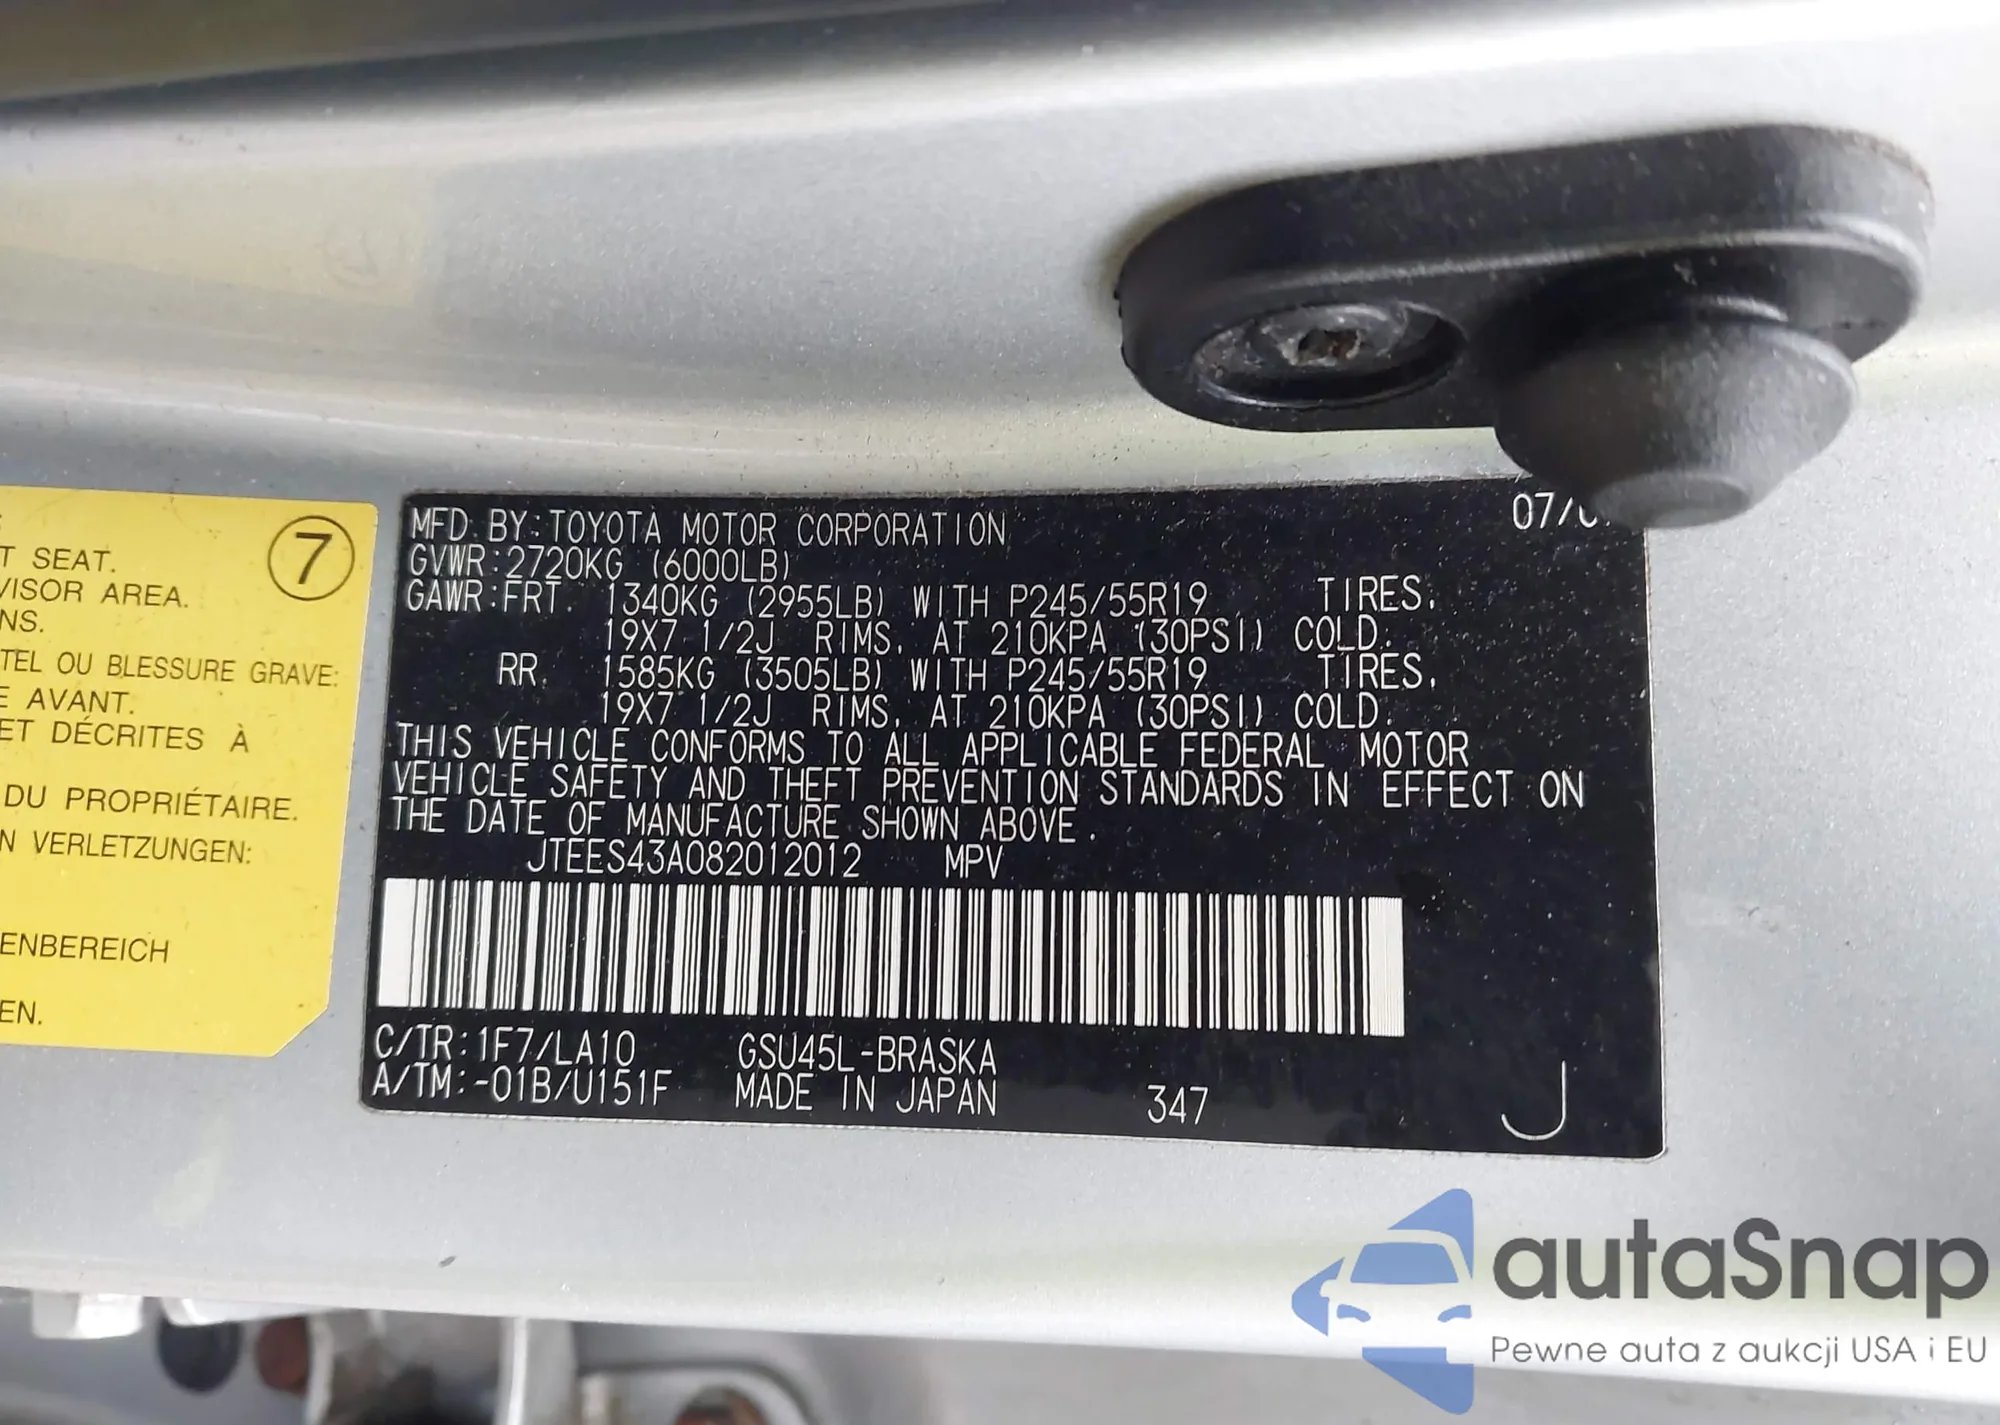 T SEAT.
VISOR AREA.
NS.
TEL OU BLESSURE GRAVE:
E AVANT.
ET DÉCRITES À
DU PROPRIÉTAIRE.
N VERLETZUNGEN:
ENBEREICH
EN.
7
07/0
MFD. BY:TOYOTA MOTOR CORPORATION
GVWR:2720KG (6000LB)
GAWR:FRT. 1340KG (2955LB) WITH P245/55R19 TIRES,
19X7 1/2J RIMS, AT 210KPA (30PSI) COLD.
RR. 1585KG (3505LB) WITH P245/55R19 TIRES,
19X7 1/2J RIMS, AT 210KPA (30PSI) COLD.
THIS VEHICLE CONFORMS TO ALL APPLICABLE FEDERAL MOTOR
VEHICLE SAFETY AND THEFT PREVENTION STANDARDS IN EFFECT ON
THE DATE OF MANUFACTURE SHOWN ABOVE.
JTEES43A082012012 MPV
C/TR:1F7/LA10 GSU45L-BRASKA
A/TM:-01B/U151F MADE IN JAPAN 347 J
autaSnap
Pewne auta z aukcji USA i EU